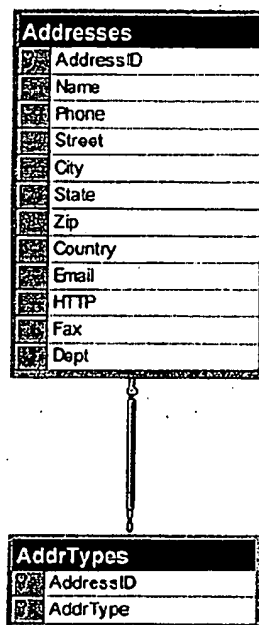 Addresses
AddressID
Name
Phone
Street
City
State
Zip
Country
Email
HTTP
Fax
Dept
AddrTypes
AddressID
AddrType